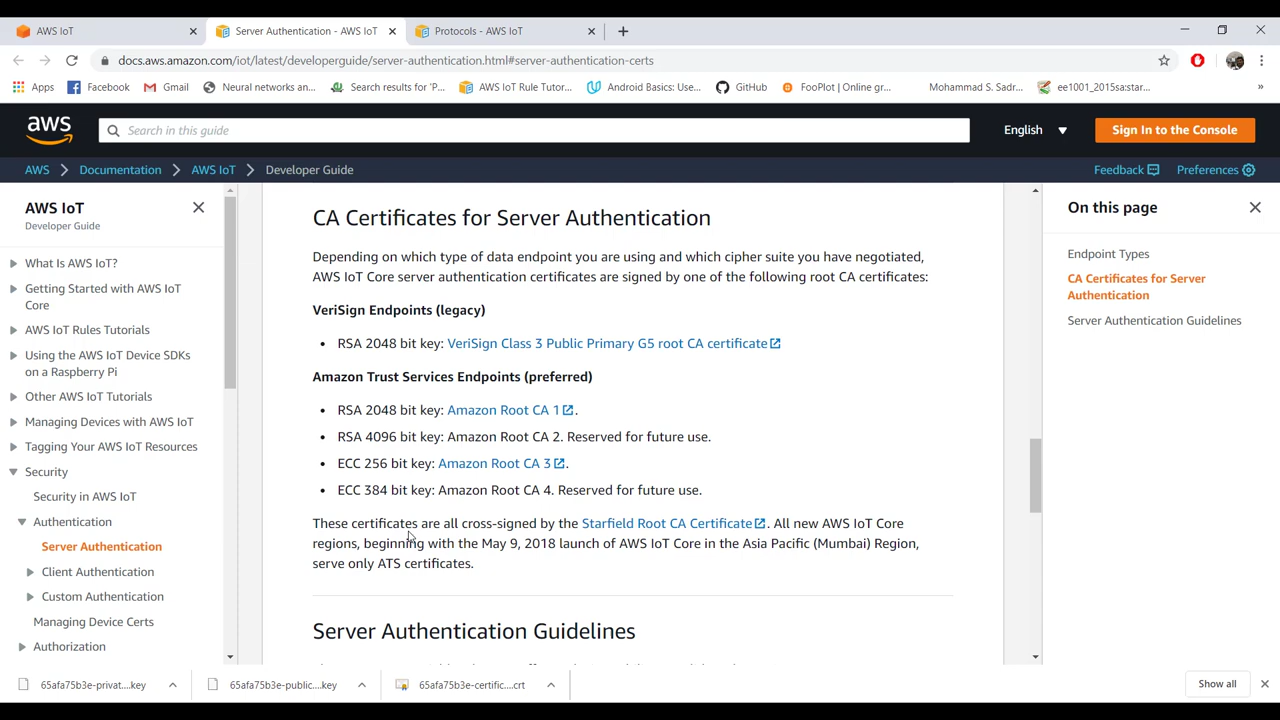 AWS IoT
Server Authentication - AWS IoT
Protocols - AWS IoT
docs.aws.amazon.com/iot/latest/developerguide/server-authentication.html#server-authentication-certs
Apps
Facebook
Gmail
Neural networks an...
Search results for 'P...
AWS IoT Rule Tutor...
Android Basics: Use...
GitHub
FooPlot | Online gr...
Mohammad S. Sadr...
ee1001_2015sa:star...
»
aws
Search in this guide
English
Sign In to the Console
AWS
Documentation
AWS IoT
Developer Guide
Feedback
Preferences
AWS IoT
Developer Guide
What Is AWS IoT?
Getting Started with AWS IoT
Core
AWS IoT Rules Tutorials
Using the AWS IoT Device SDKs
on a Raspberry Pi
Other AWS IoT Tutorials
Managing Devices with AWS IoT
Tagging Your AWS IoT Resources
Security
Security in AWS IoT
Authentication
Server Authentication
Client Authentication
Custom Authentication
Managing Device Certs
Authorization
CA Certificates for Server Authentication
Depending on which type of data endpoint you are using and which cipher suite you have negotiated,
AWS IoT Core server authentication certificates are signed by one of the following root CA certificates:
VeriSign Endpoints (legacy)
• RSA 2048 bit key: VeriSign Class 3 Public Primary G5 root CA certificate
Amazon Trust Services Endpoints (preferred)
• RSA 2048 bit key: Amazon Root CA 1.
• RSA 4096 bit key: Amazon Root CA 2. Reserved for future use.
• ECC 256 bit key: Amazon Root CA 3.
• ECC 384 bit key: Amazon Root CA 4. Reserved for future use.
These certificates are all cross-signed by the Starfield Root CA Certificate. All new AWS IoT Core
regions, beginning with the May 9, 2018 launch of AWS IoT Core in the Asia Pacific (Mumbai) Region,
serve only ATS certificates.
Server Authentication Guidelines
On this page
Endpoint Types
CA Certificates for Server
Authentication
Server Authentication Guidelines
65afa75b3e-privat....key
65afa75b3e-public....key
65afa75b3e-certific....crt
Show all